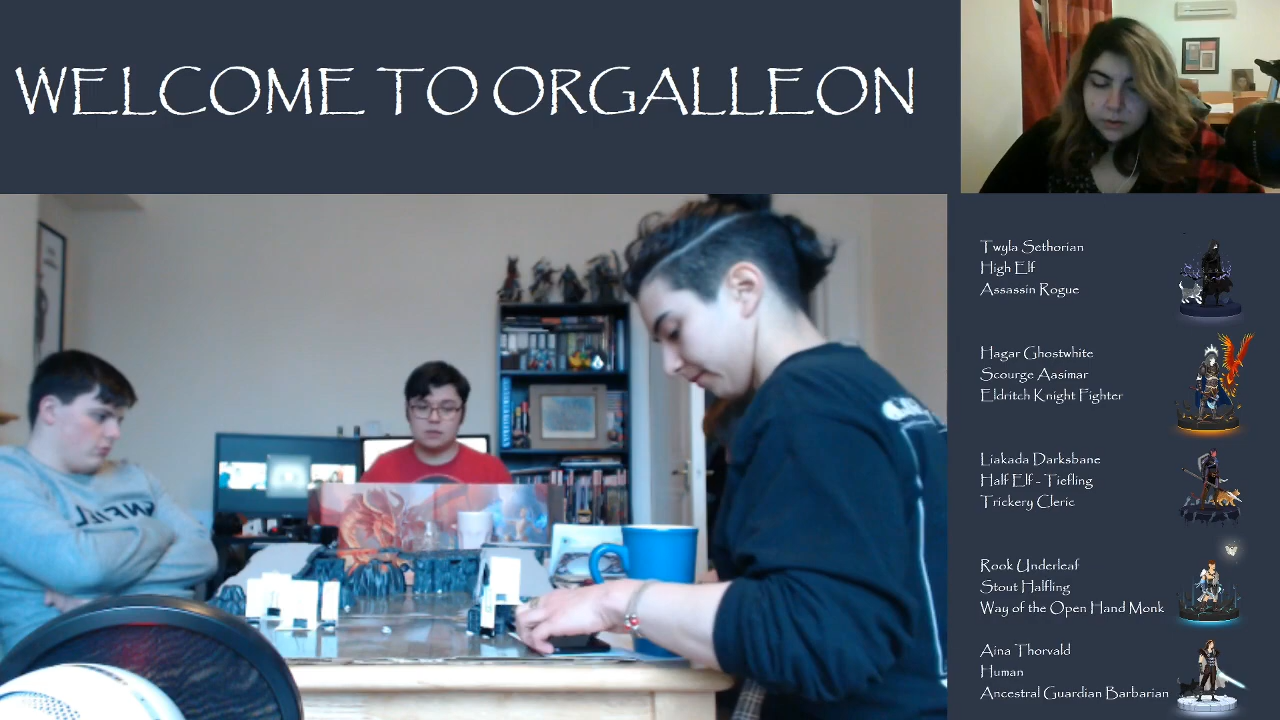 WELCOME TO ORGALLEON
Twyla Sethorian
High Elf
Assassin Rogue
Hagar Ghostwhite
Scourge Aasimar
Eldritch Knight Fighter
Liakada Darksbane
Half Elf - Tiefling
Trickery Cleric
Rook Underleaf
Stout Halfling
Way of the Open Hand Monk
Aina Thorvald
Human
Ancestral Guardian Barbarian